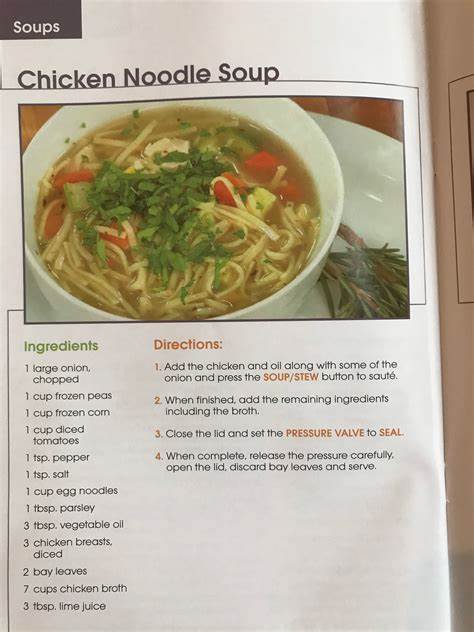 Soups
Chicken Noodle Soup
Ingredients
1 large onion,
chopped
1 cup frozen peas
1 cup frozen corn
1 cup diced
tomatoes
1 tsp. pepper
1 tsp. salt
1 cup egg noodles
1 tbsp. parsley
3 tbsp. vegetable oil
3 chicken breasts,
diced
2 bay leaves
7 cups chicken broth
3 tbsp. lime juice
Directions:
1. Add the chicken and oil along with some of the
onion and press the SOUP/STEW button to sauté.
2. When finished, add the remaining ingredients
including the broth.
3. Close the lid and set the PRESSURE VALVE to SEAL.
4. When complete, release the pressure carefully,
open the lid, discard bay leaves and serve.